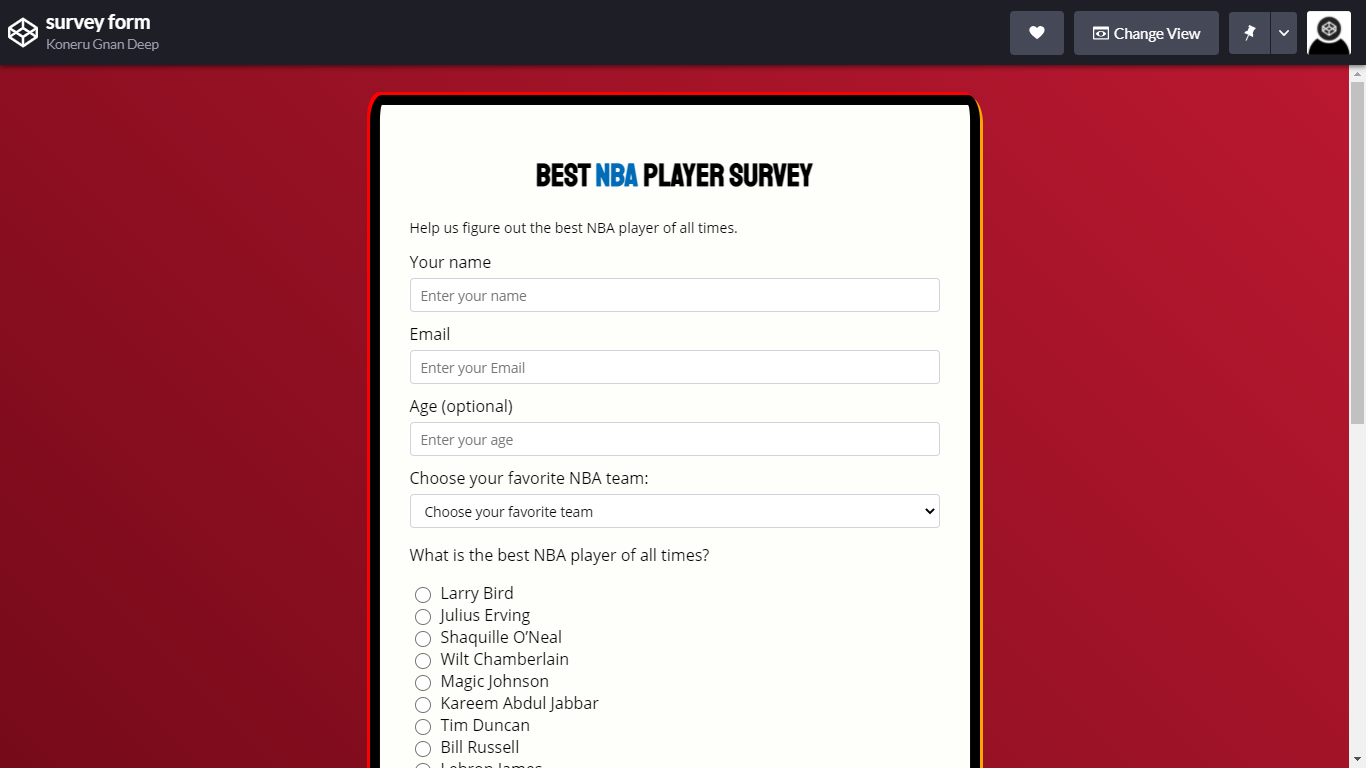 survey form
Koneru Gnan Deep
Change View
BEST NBA PLAYER SURVEY
Help us figure out the best NBA player of all times.
Your name
Enter your name
Email
Enter your Email
Age (optional)
Enter your age
Choose your favorite NBA team:
Choose your favorite team
What is the best NBA player of all times?
Larry Bird
Julius Erving
Shaquille O’Neal
Wilt Chamberlain
Magic Johnson
Kareem Abdul Jabbar
Tim Duncan
Bill Russell
Lebron James